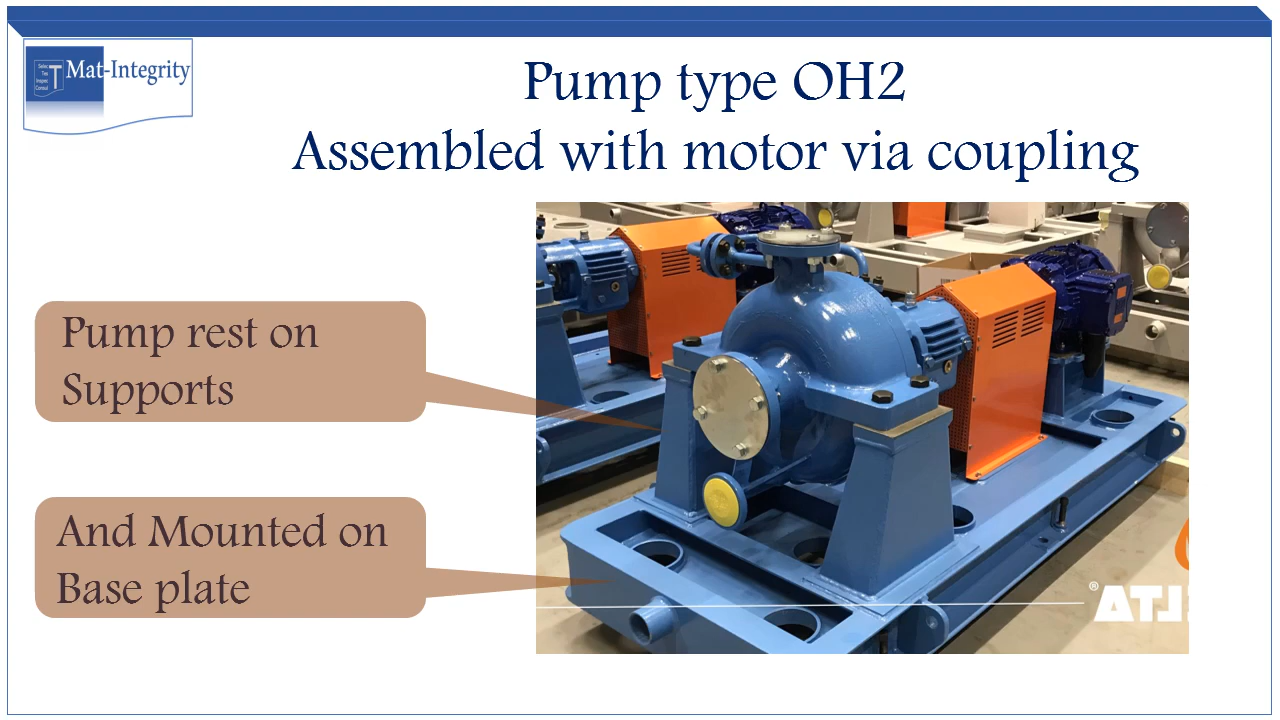 Mat-Integrity
Pump type OH2
Assembled with motor via coupling
Pump rest on
Supports
And Mounted on
Base plate